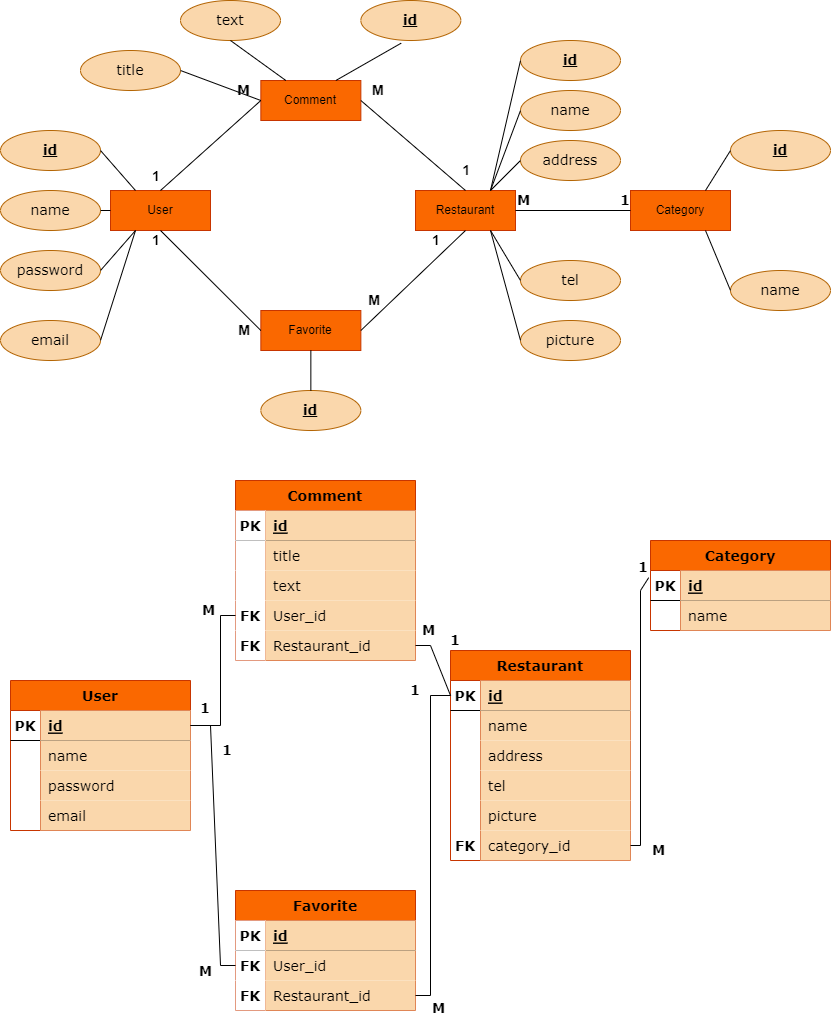 text
id
title
id
M
Comment
M
name
id
address
id
1
1
name
User
Restaurant
M
1
Category
1
1
password
tel
name
M
M
Favorite
email
picture
id
Comment
PK id
title
text
M
FK User_id
FK Restaurant_id
M
Category
1
PK id
name
1
Restaurant
User
1
PK id
1
PK id
name
name
1
address
password
tel
email
picture
FK category_id
M
Favorite
PK id
FK User_id
M
FK Restaurant_id
M